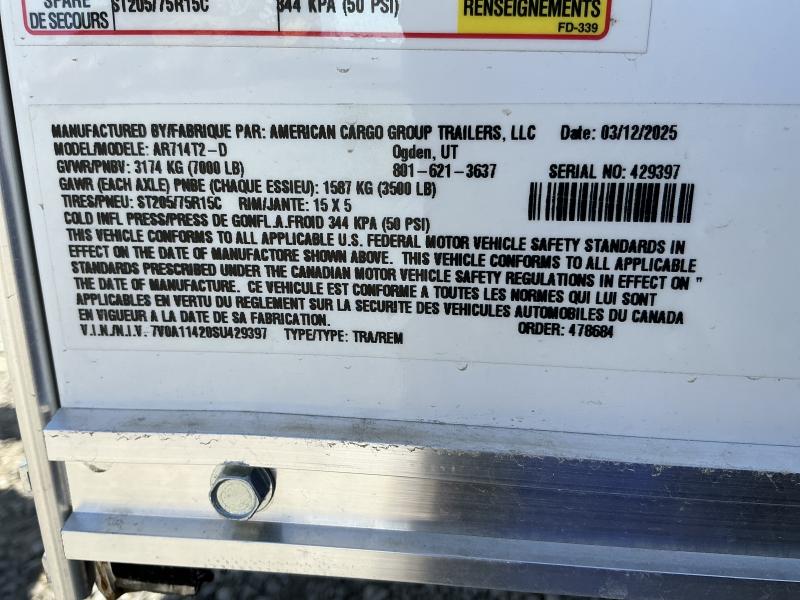 SPARE ST205/75R15C 344 KPA (50 PSI) RENSEIGNEMENTS
DE SECOURS
FD-339
MANUFACTURED BY/FABRIQUE PAR: AMERICAN CARGO GROUP TRAILERS, LLC Date: 03/12/2025
MODEL/MODELE: AR714T2-D Ogden, UT
GVWR/PNBV: 3174 KG (7000 LB) 801-621-3637 SERIAL NO: 429397
GAWR (EACH AXLE) PNBE (CHAQUE ESSIEU): 1587 KG (3500 LB)
TIRES/PNEU: ST205/75R15C RIM/JANTE: 15 X 5
COLD INFL PRESS/PRESS DE GONFL.A.FROID 344 KPA (50 PSI)
THIS VEHICLE CONFORMS TO ALL APPLICABLE U.S. FEDERAL MOTOR VEHICLE SAFETY STANDARDS IN
EFFECT ON THE DATE OF MANUFACTORE SHOWN ABOVE. THIS VEHICLE CONFORMS TO ALL APPLICABLE
STANDARDS PRESCRIBED UNDER THE CANADIAN MOTOR VEHICLE SAFETY REGULATIONS IN EFFECT ON "
THE DATE OF MANUFACTURE. CE VEHICULE EST CONFORME A TOUTES LES NORMES QUI LUI SONT
APPLICABLES EN VERTU DU REGLEMENT SUR LA SECURITE DES VEHICULES AUTOMOBILES DU CANADA
EN VIGUEUR A LA DATE DE SA FABRICATION.
V.I.N./N.I.V. 7V0A11420SU429397 TYPE/TYPE: TRA/REM ORDER: 478684